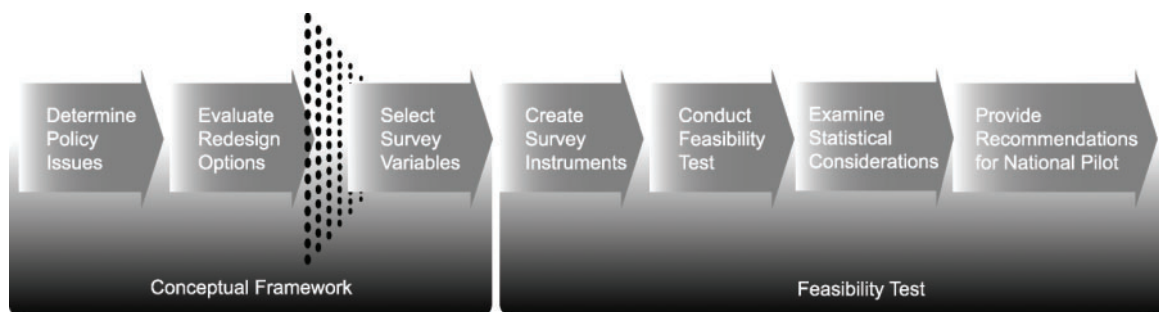 Determine
Policy
Issues
Evaluate
Redesign
Options
Select
Survey
Variables
Create
Survey
Instruments
Conduct
Feasibility
Test
Examine
Statistical
Considerations
Provide
Recommendations
for National Pilot
Conceptual Framework
Feasibility Test